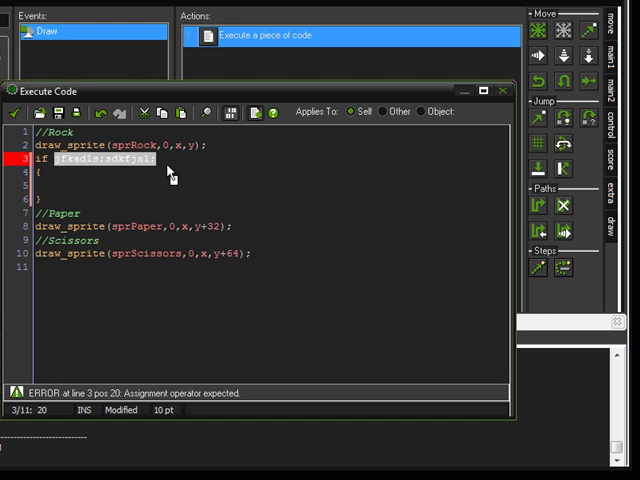 Events:
Draw
Actions:
Execute a piece of code
Move
Jump
Paths
Steps
move
main1
main2
control
score
extra
draw
Execute Code
Applies To: Self Other Object:
1 //Rock
2 draw_sprite(sprRock,0,x,y);
3 if jfkadls;sdkfjal;
4 {
5
6 }
7 //Paper
8 draw_sprite(sprPaper,0,x,y+32);
9 //Scissors
10 draw_sprite(sprScissors,0,x,y+64);
11
ERROR at line 3 pos 20: Assignment operator expected.
3/11: 20 INS Modified 10 pt